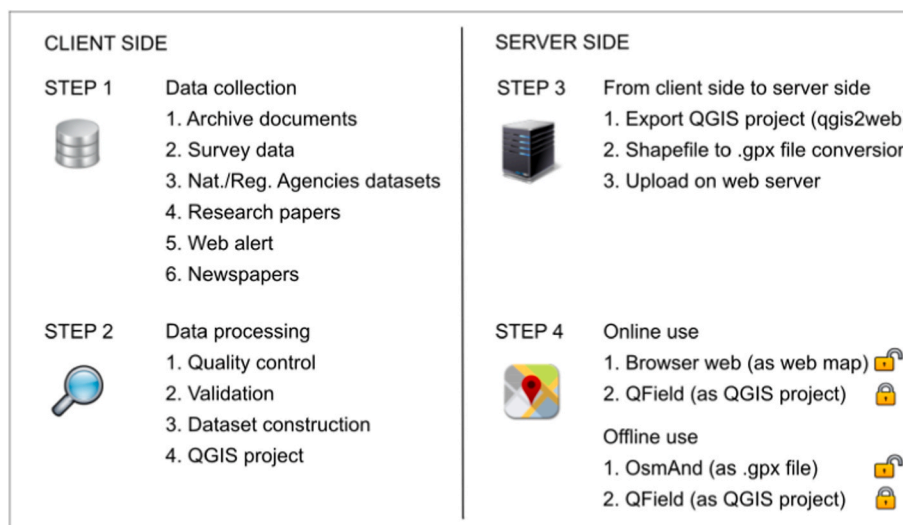 CLIENT SIDE
STEP 1 Data collection
1. Archive documents
2. Survey data
3. Nat./Reg. Agencies datasets
4. Research papers
5. Web alert
6. Newspapers
STEP 2 Data processing
1. Quality control
2. Validation
3. Dataset construction
4. QGIS project
SERVER SIDE
STEP 3 From client side to server side
1. Export QGIS project (qgis2web
2. Shapefile to .gpx file conversion
3. Upload on web server
STEP 4 Online use
1. Browser web (as web map)
2. QField (as QGIS project)
Offline use
1. OsmAnd (as .gpx file)
2. QField (as QGIS project)